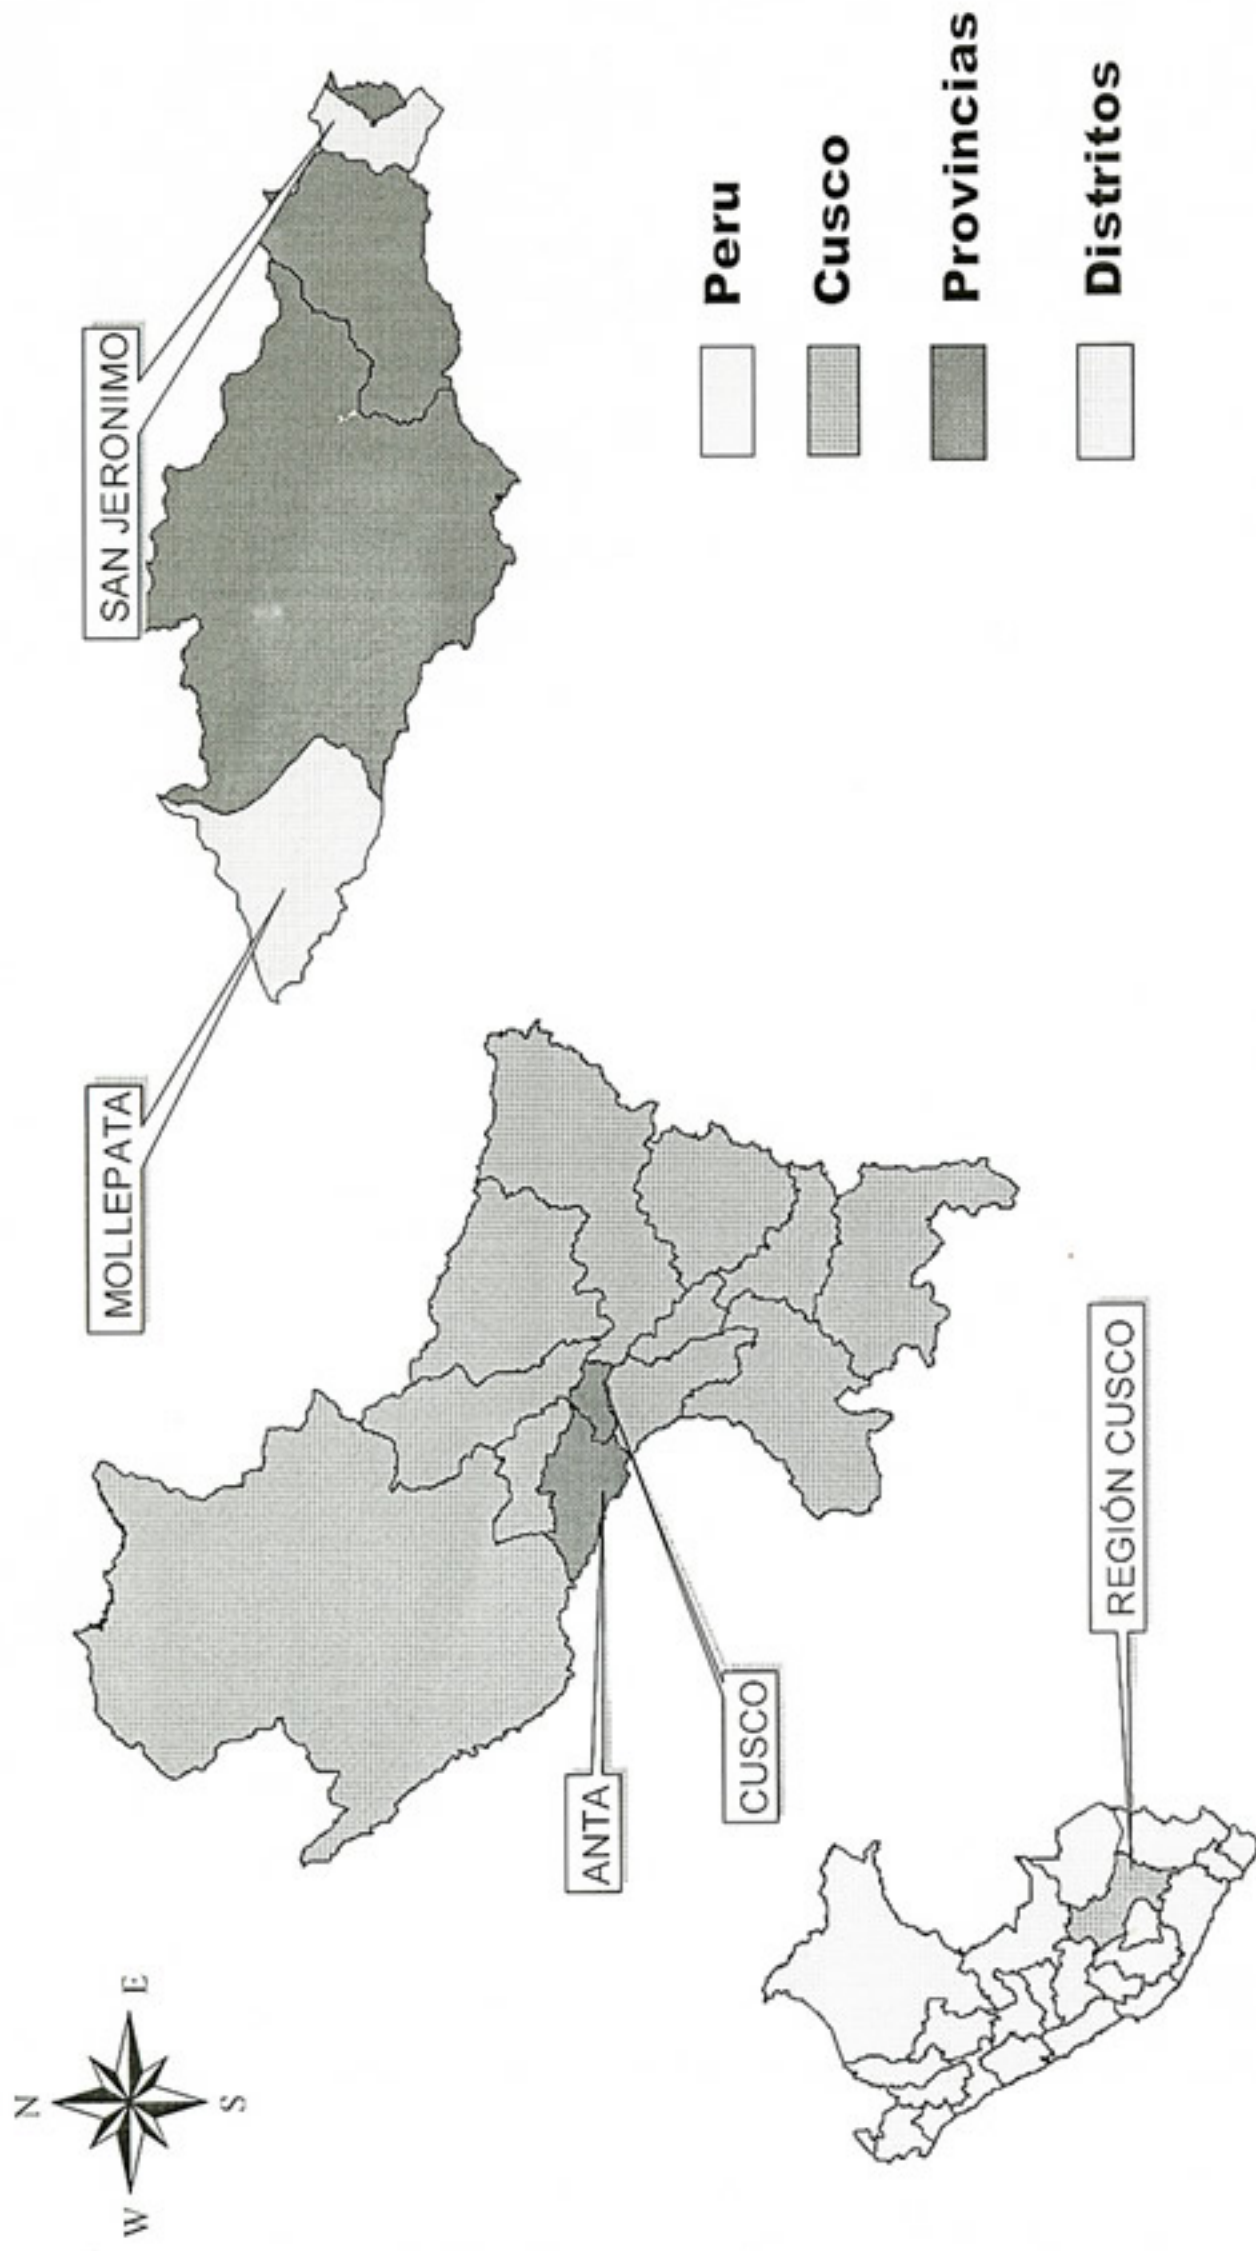 N
W
E
S
MOLLEPATA
SAN JERONIMO
ANTA
CUSCO
REGIÓN CUSCO
Peru
Cusco
Provincias
Distritos